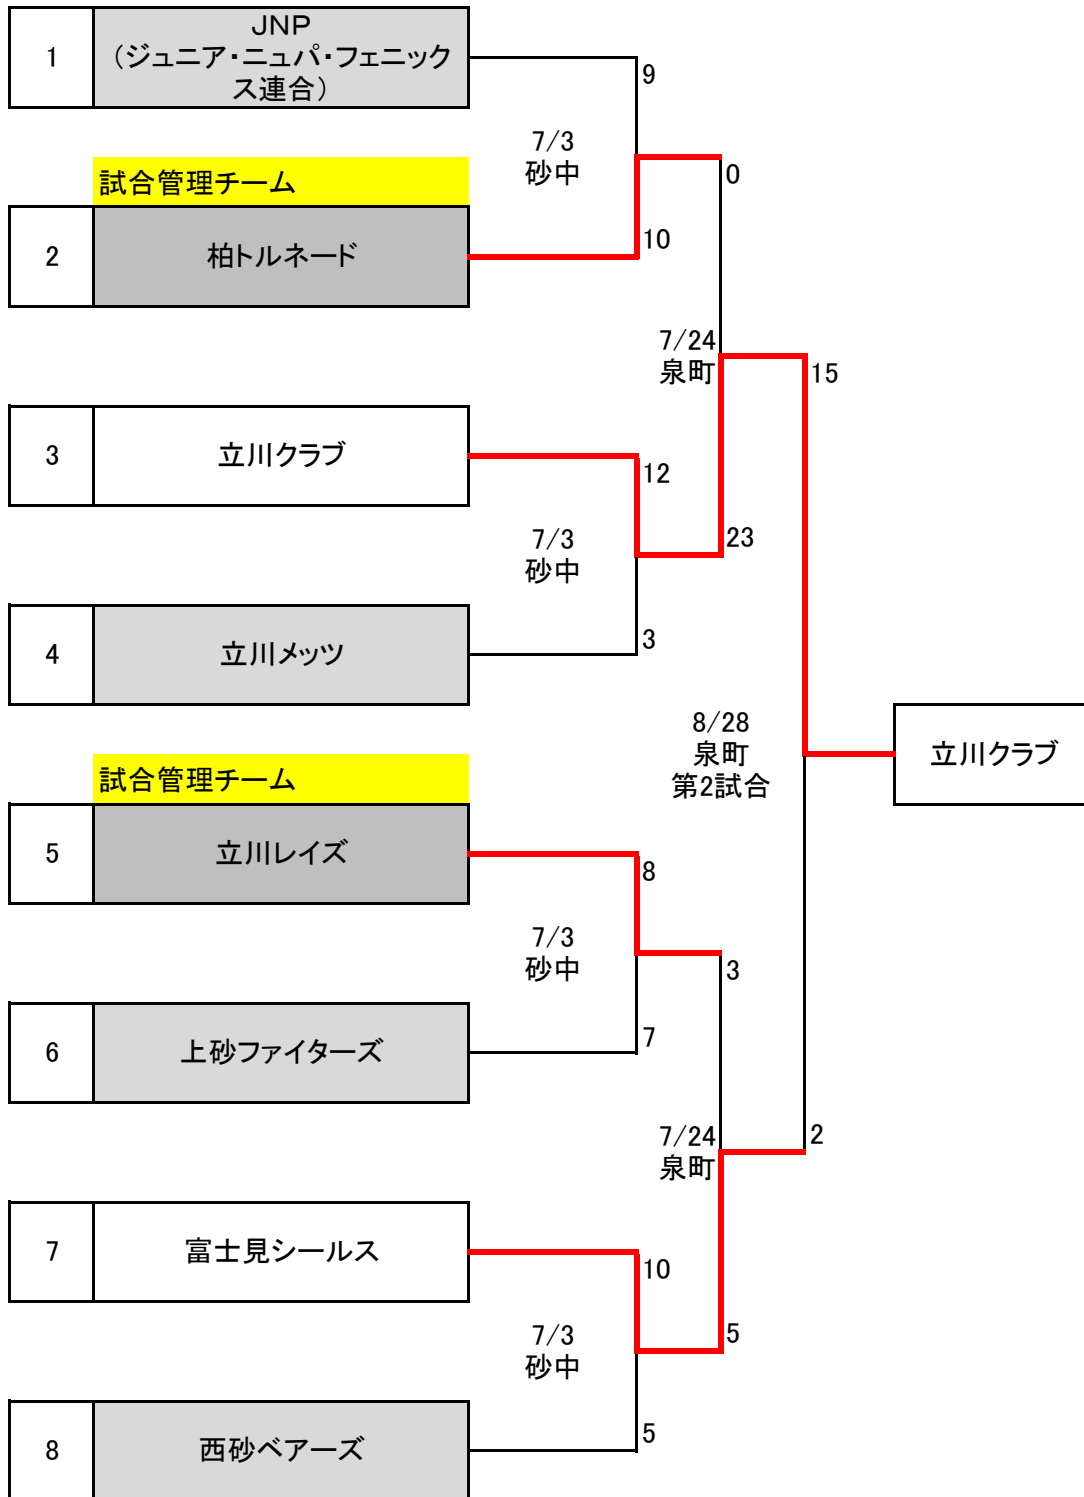 1
JNP
(ジュニア・ニュパ・フェニック
ス連合)
9
7/3
砂中
0
試合管理チーム
2
柏トルネード
10
7/24
泉町
15
3
立川クラブ
12
7/3
砂中
23
4
立川メッツ
3
8/28
泉町
第2試合
立川クラブ
試合管理チーム
5
立川レイズ
8
7/3
砂中
3
6
上砂ファイターズ
7
7/24
泉町
2
7
富士見シールス
10
7/3
砂中
5
8
西砂ベアーズ
5